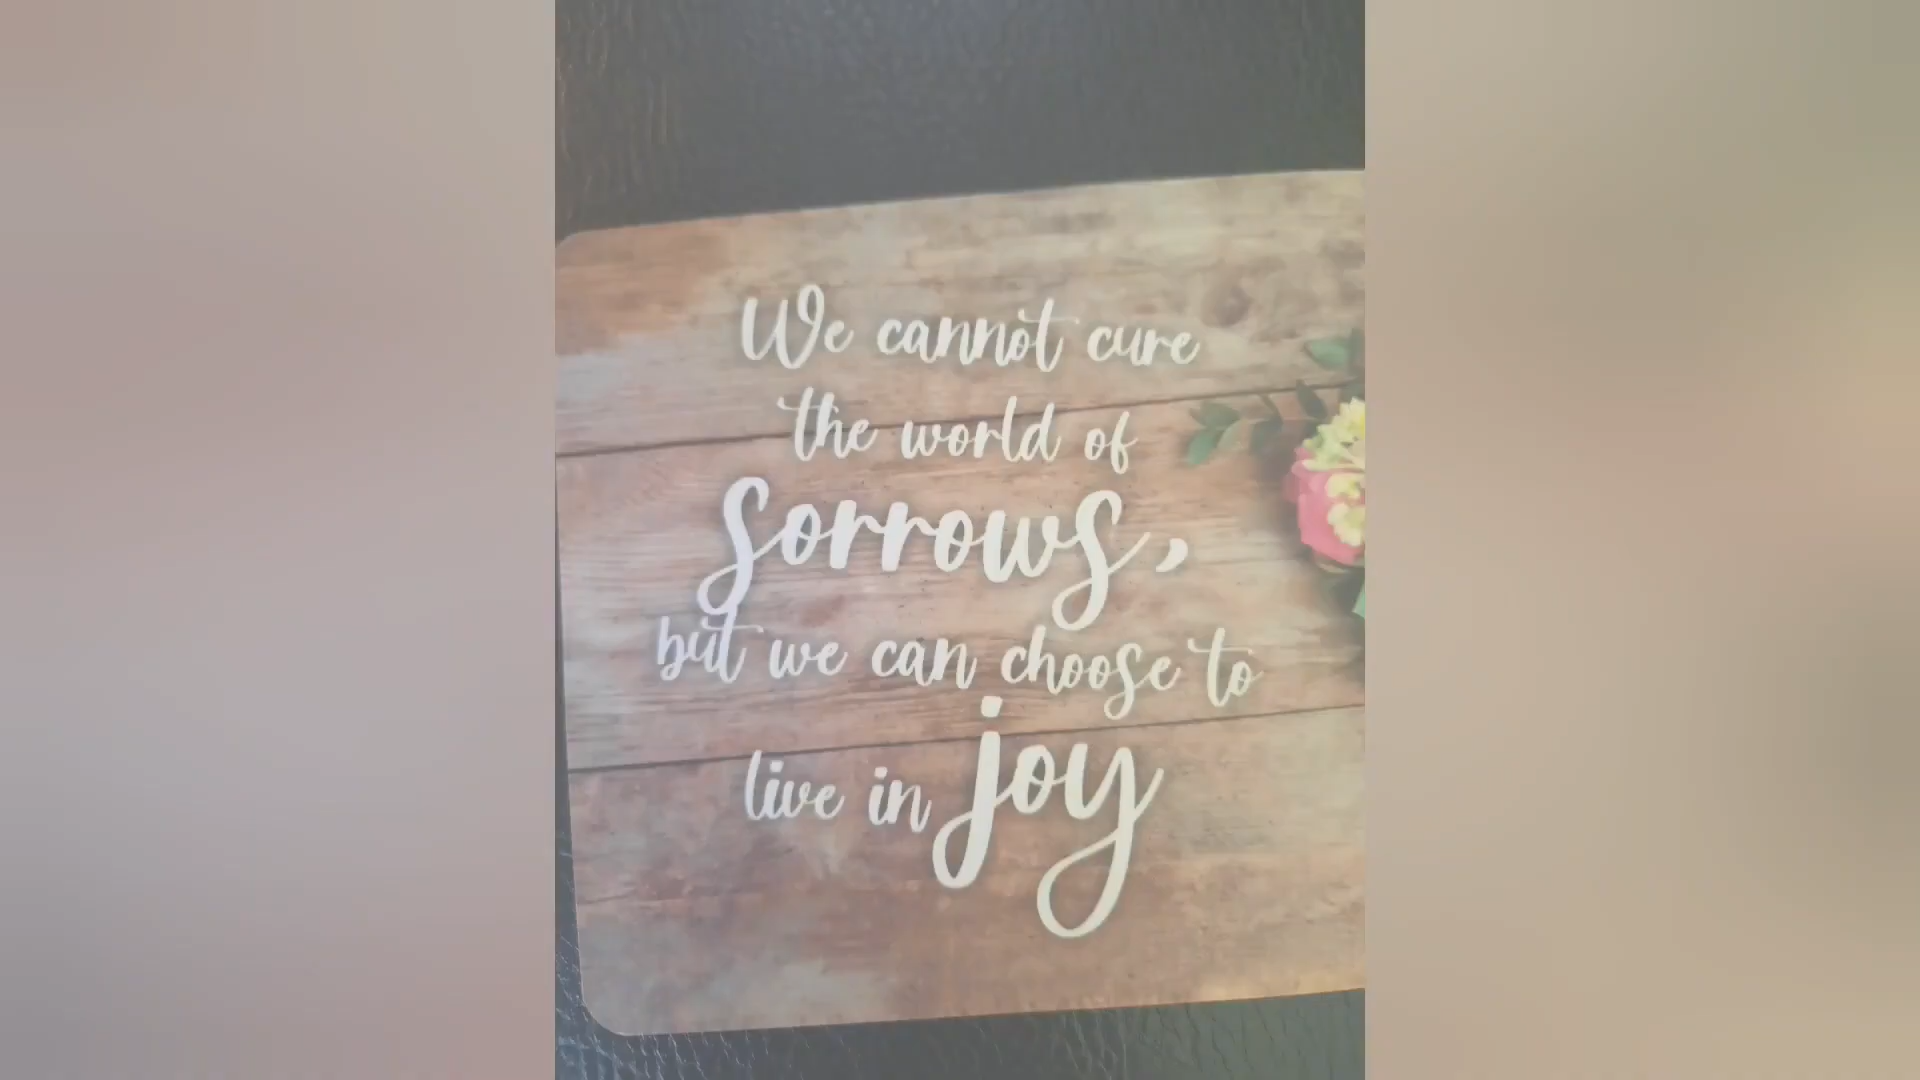 We cannot cure
the world of
sorrows,
but we can choose to
live in joy